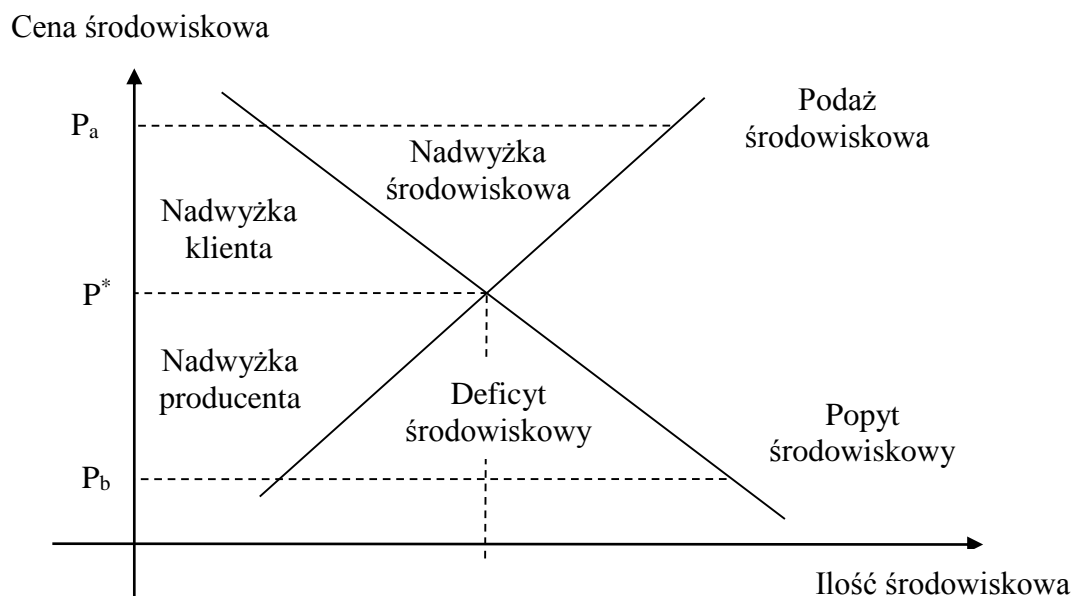 Cena środowiskowa
Podaż
środowiskowa
Pa
Nadwyżka
środowiskowa
Nadwyżka
klienta
P*
Nadwyżka
producenta
Deficyt
środowiskowy
Popyt
środowiskowy
Pb
Ilość środowiskowa